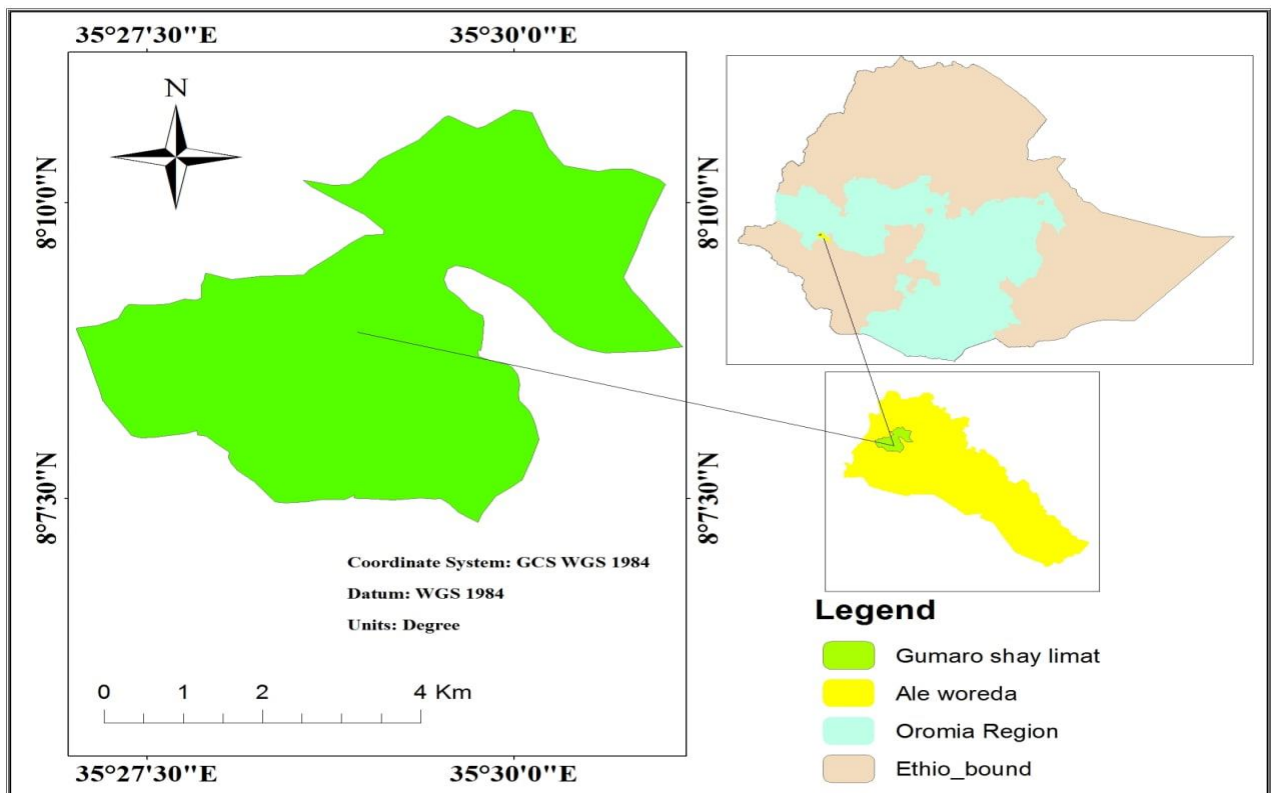 35°27'30"E 35°30'0"E
N
8°10'0"N
8°10'0"N
8°7'30"N
8°7'30"N
Coordinate System: GCS WGS 1984
Datum: WGS 1984
Units: Degree
0 1 2 4 Km
35°27'30"E 35°30'0"E
Legend
Gumaro shay limat
Ale woreda
Oromia Region
Ethio_bound